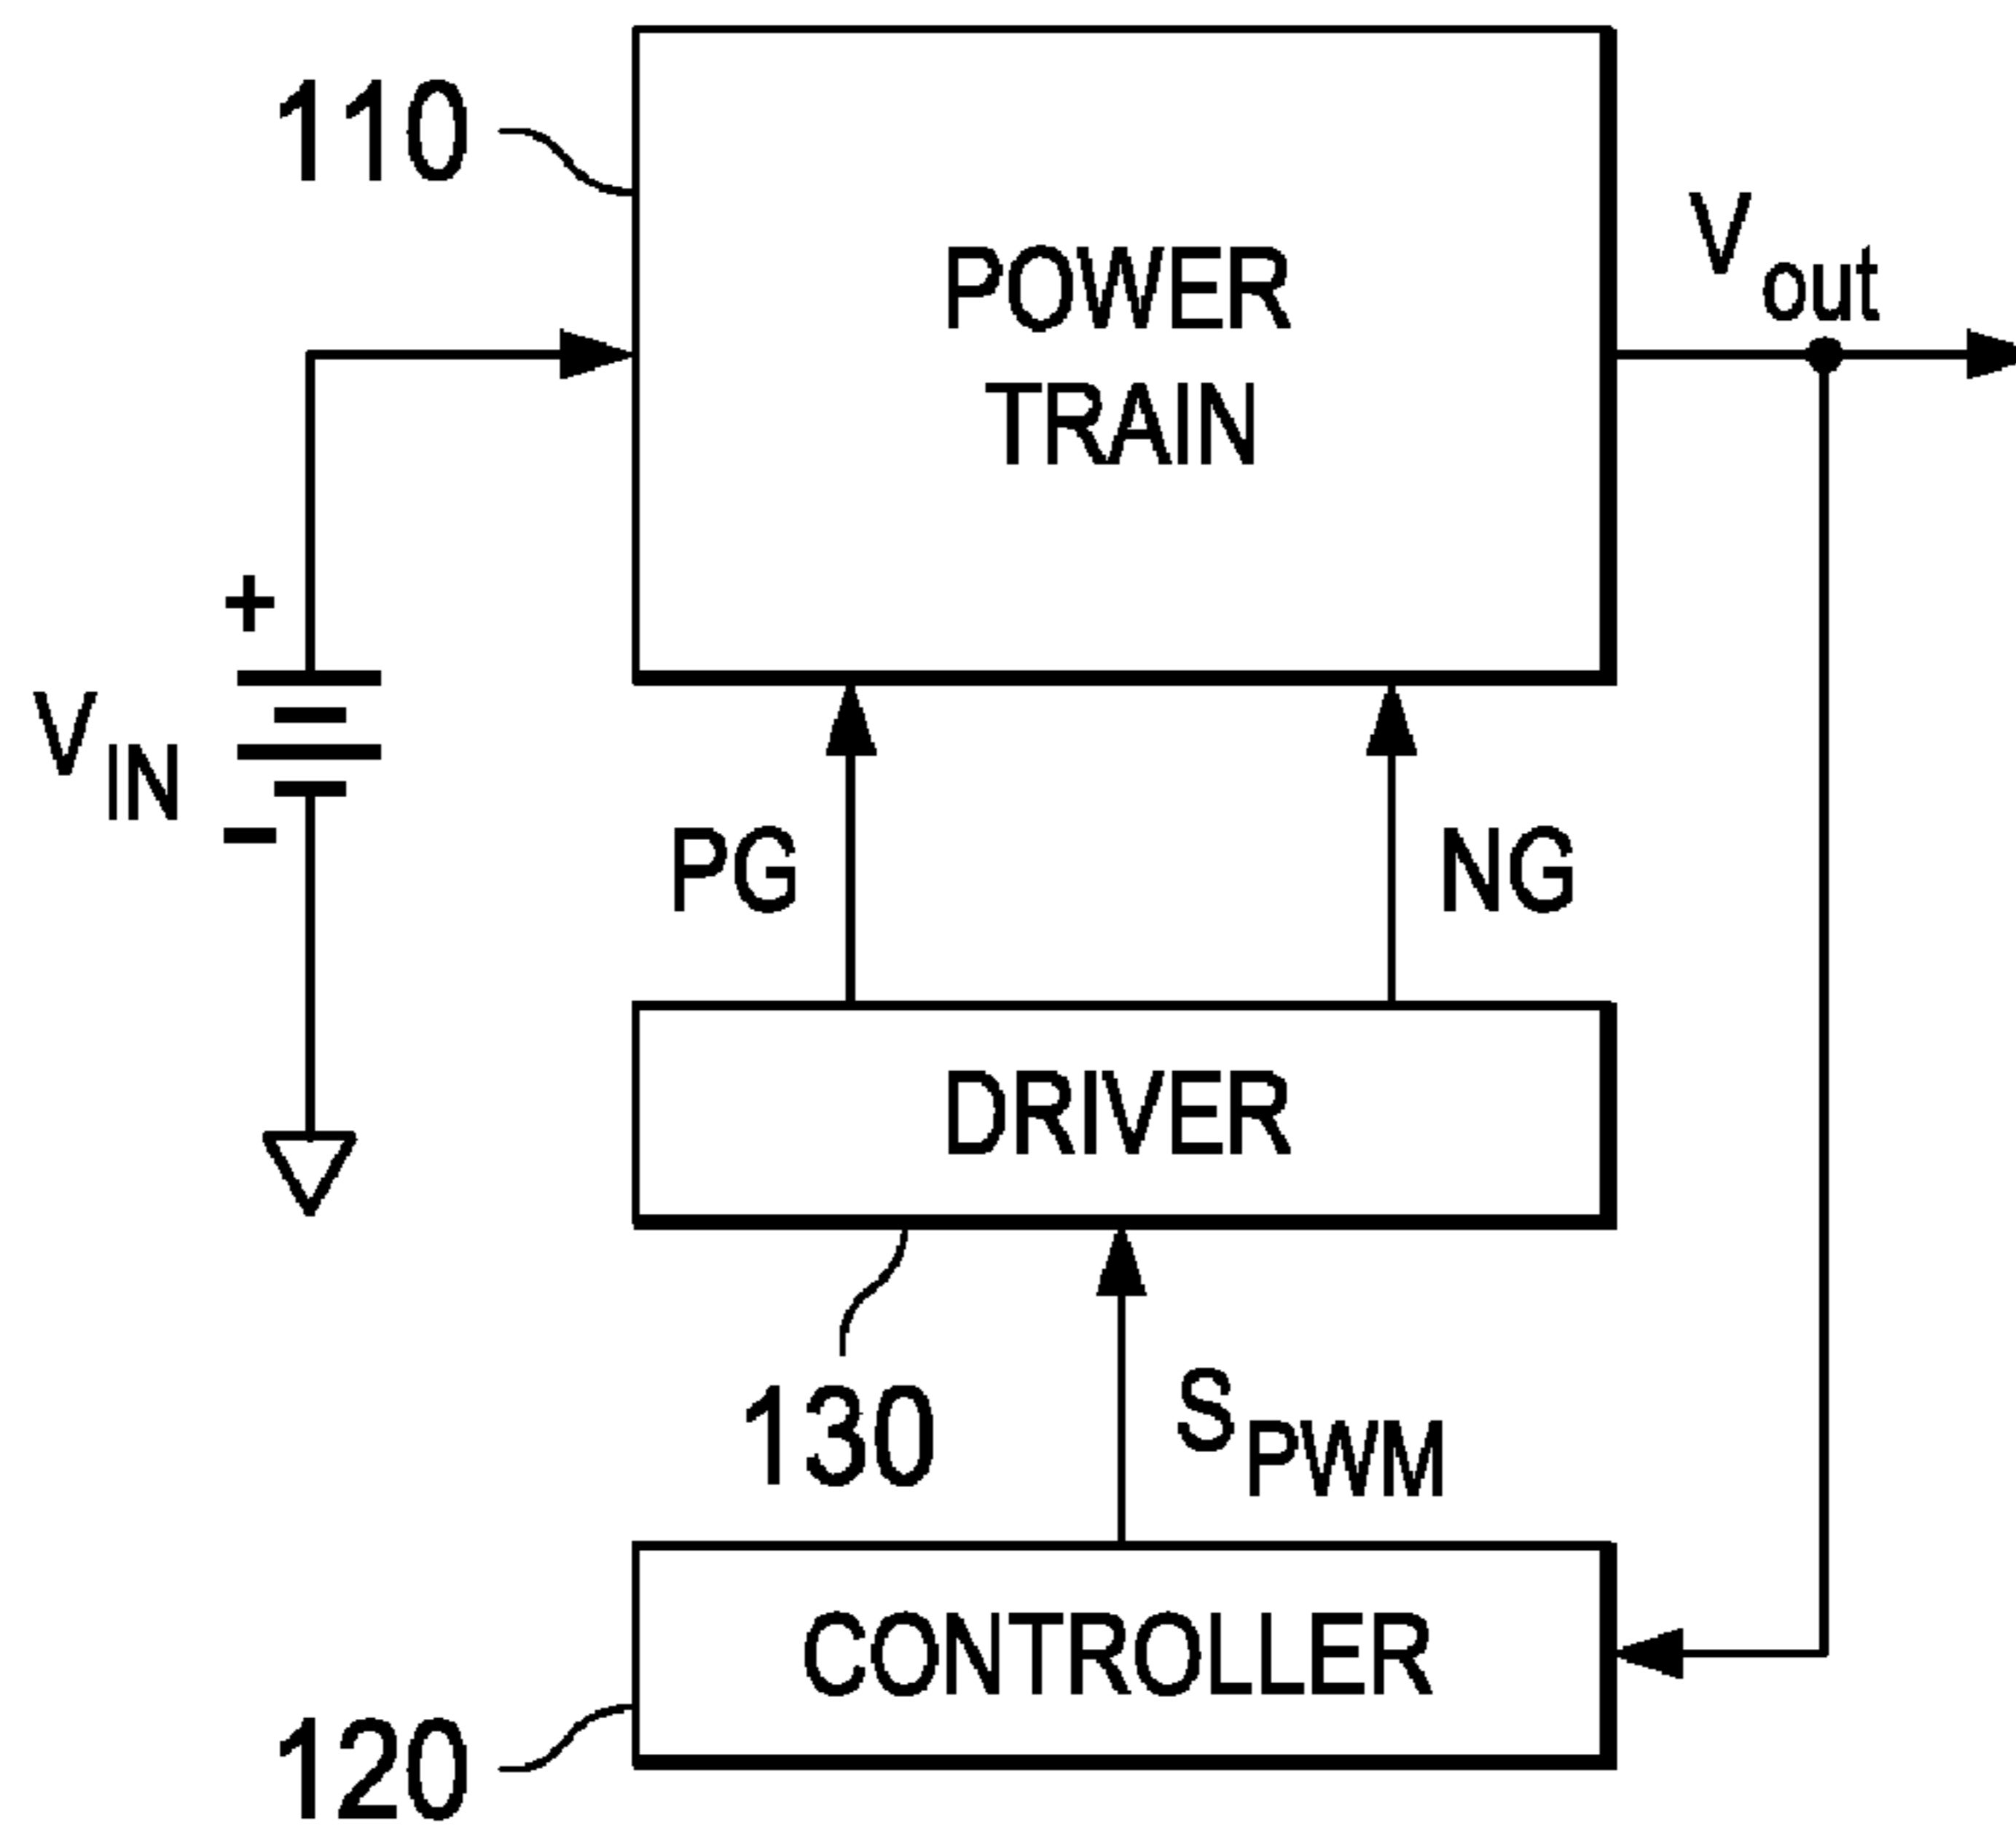 110
POWER
TRAIN
Vout
+
VIN
−
PG
NG
DRIVER
130
SPWM
CONTROLLER
120